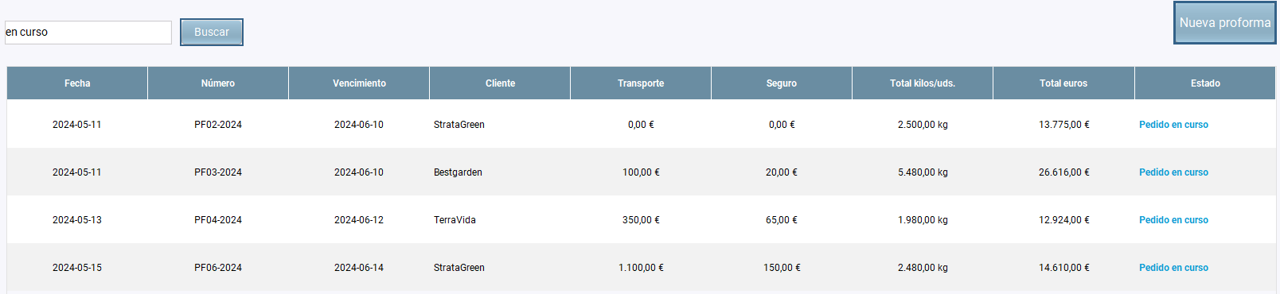 Nueva proforma
en curso Buscar
Fecha Número Vencimiento Cliente Transporte Seguro Total kilos/uds. Total euros Estado
2024-05-11 PF02-2024 2024-06-10 StrataGreen 0,00 € 0,00 € 2.500,00 kg 13.775,00 € Pedido en curso
2024-05-11 PF03-2024 2024-06-10 Bestgarden 100,00 € 20,00 € 5.480,00 kg 26.616,00 € Pedido en curso
2024-05-13 PF04-2024 2024-06-12 TerraVida 350,00 € 65,00 € 1.980,00 kg 12.924,00 € Pedido en curso
2024-05-15 PF06-2024 2024-06-14 StrataGreen 1.100,00 € 150,00 € 2.480,00 kg 14.610,00 € Pedido en curso